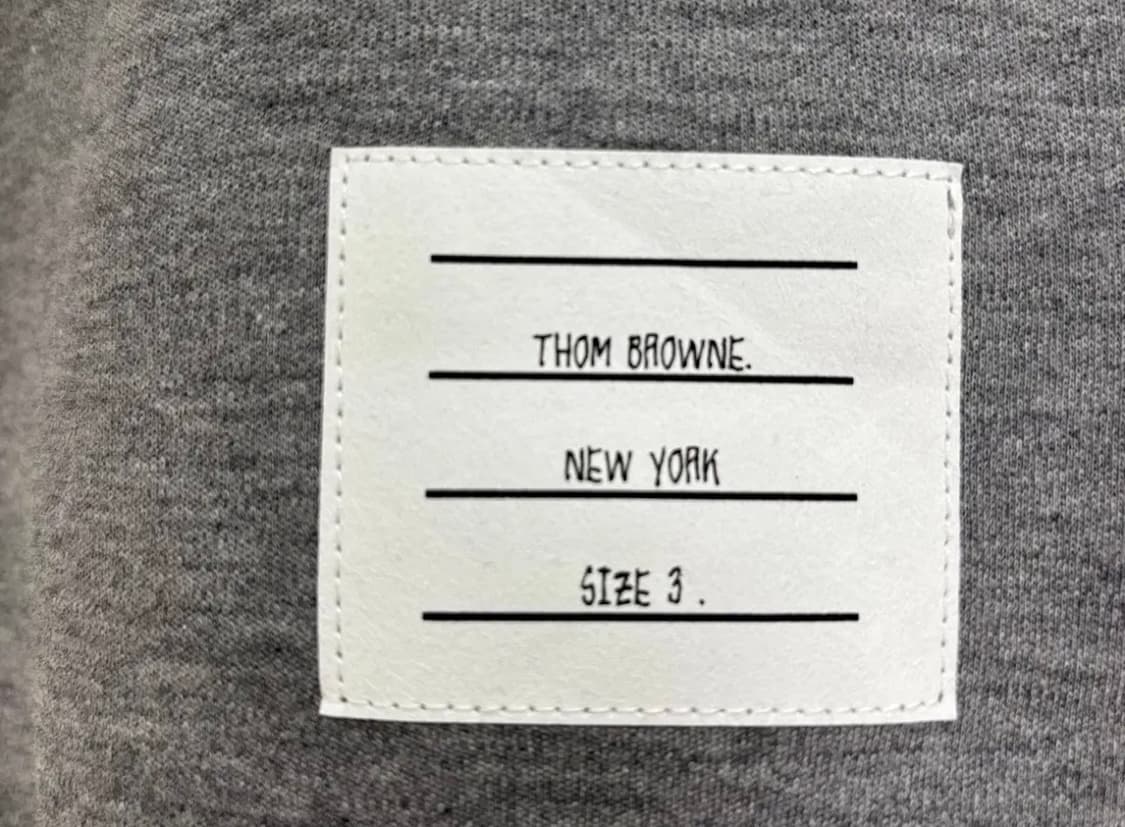 THOM BROWNE.
NEW YORK
SIZE 3 .